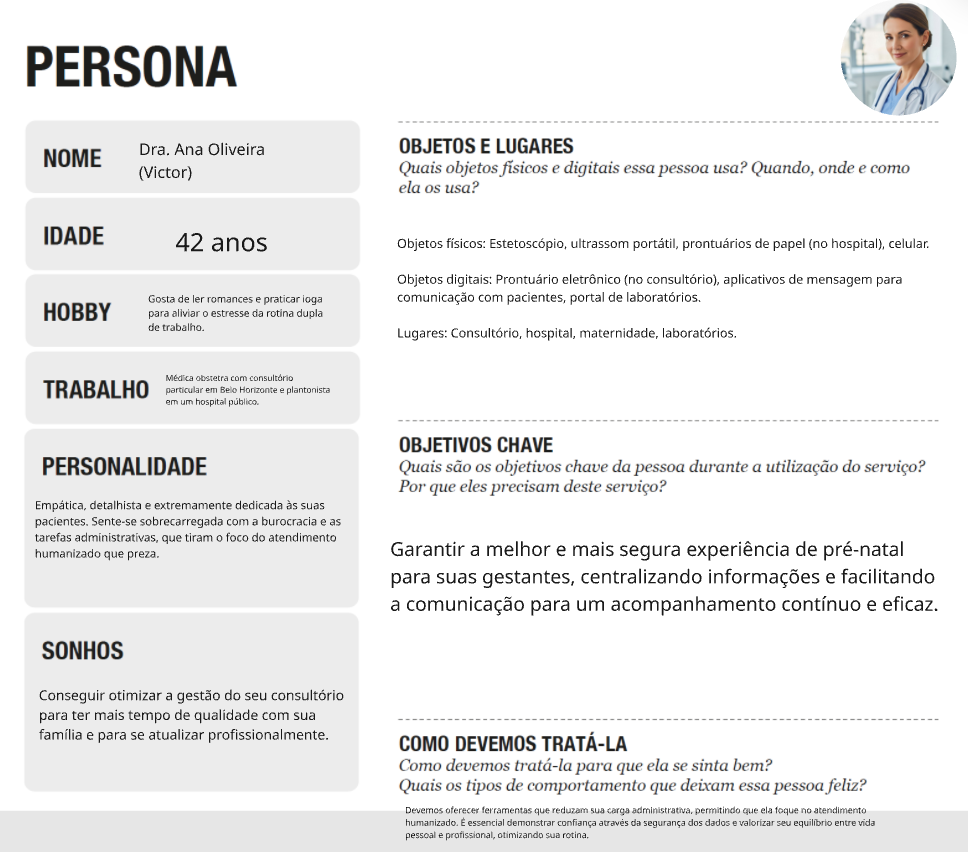 PERSONA
NOME
Dra. Ana Oliveira
(Victor)
IDADE
42 anos
HOBBY
Gosta de ler romances e praticar ioga
para aliviar o estresse da rotina dupla
de trabalho.
TRABALHO
Médica obstetra com consultório
particular em Belo Horizonte e plantonista
em um hospital público.
PERSONALIDADE
Empática, detalhista e extremamente dedicada às suas
pacientes. Sente-se sobrecarregada com a burocracia e as
tarefas administrativas, que tiram o foco do atendimento
humanizado que preza.
SONHOS
Conseguir otimizar a gestão do seu consultório
para ter mais tempo de qualidade com sua
família e para se atualizar profissionalmente.
OBJETOS E LUGARES
Quais objetos físicos e digitais essa pessoa usa? Quando, onde e como
ela os usa?
Objetos físicos: Estetoscópio, ultrassom portátil, prontuários de papel (no hospital), celular.
Objetos digitais: Prontuário eletrônico (no consultório), aplicativos de mensagem para
comunicação com pacientes, portal de laboratórios.
Lugares: Consultório, hospital, maternidade, laboratórios.
OBJETIVOS CHAVE
Quais são os objetivos chave da pessoa durante a utilização do serviço?
Por que eles precisam deste serviço?
Garantir a melhor e mais segura experiência de pré-natal
para suas gestantes, centralizando informações e facilitando
a comunicação para um acompanhamento contínuo e eficaz.
COMO DEVEMOS TRATÁ-LA
Como devemos tratá-la para que ela se sinta bem?
Quais os tipos de comportamento que deixam essa pessoa feliz?
Devemos oferecer ferramentas que reduzam sua carga administrativa, permitindo que ela foque no atendimento
humanizado. É essencial demonstrar confiança através da segurança dos dados e valorizar seu equilíbrio entre vida
pessoal e profissional, otimizando sua rotina.